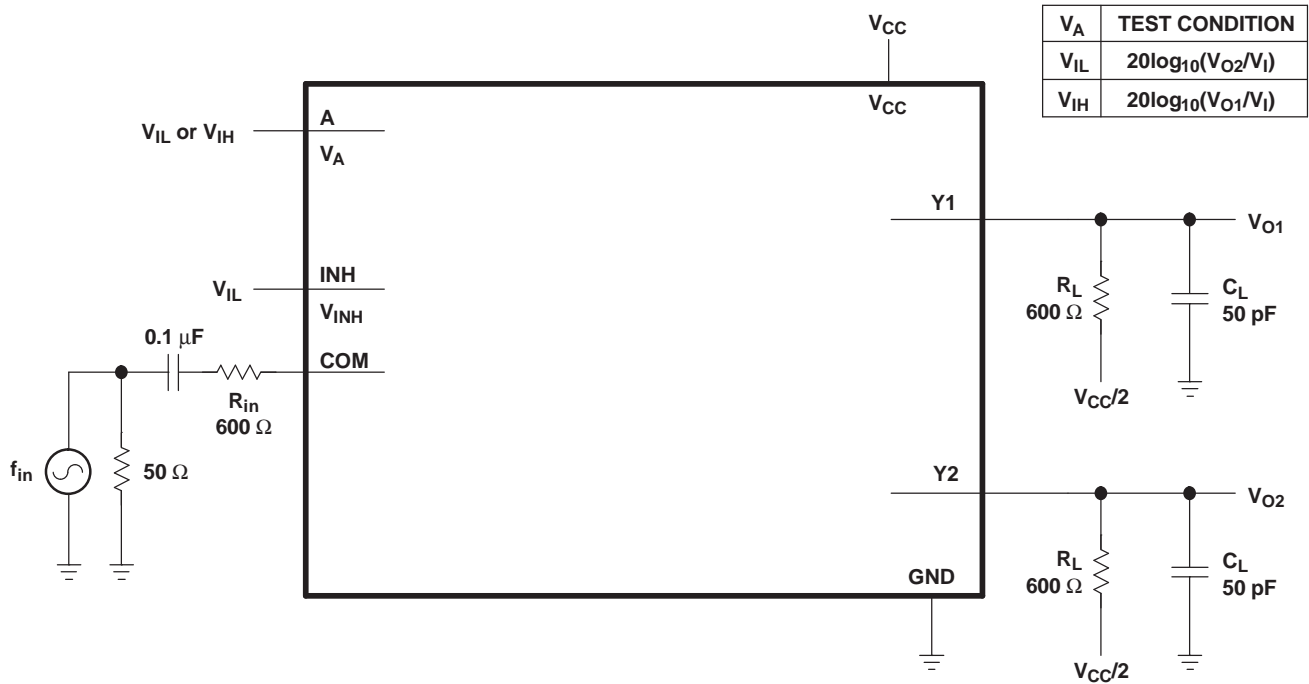 V_CC
V_A TEST CONDITION
V_IL 20log_10(V_O2/V_I)
V_IH 20log_10(V_O1/V_I)
V_CC
V_IL or V_IH
A
V_A
Y1
V_O1
R_L
600 Ω
C_L
50 pF
V_CC/2
V_IL
INH
V_INH
0.1 μF
COM
R_in
600 Ω
f_in
50 Ω
Y2
V_O2
R_L
600 Ω
C_L
50 pF
GND
V_CC/2